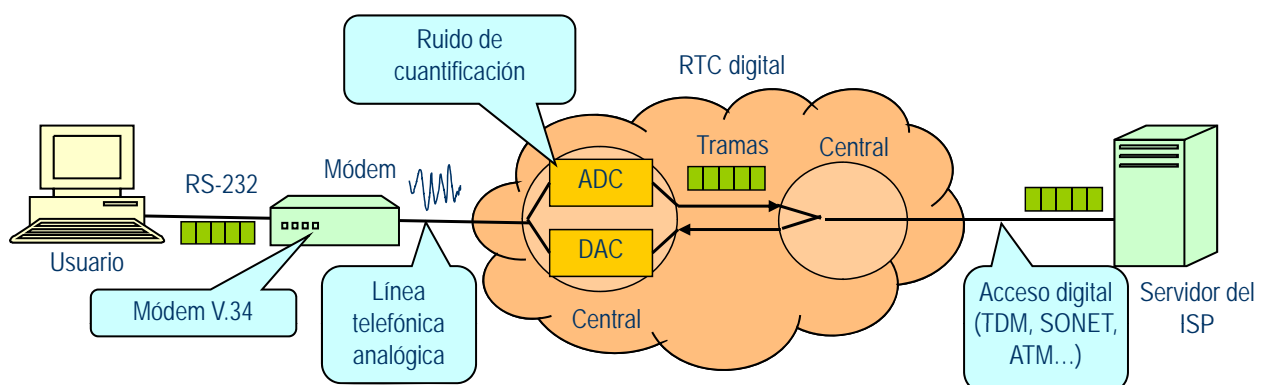 Ruido de
cuantificación
RTC digital
RS-232
Módem
ADC
Tramas
Central
DAC
Usuario
Módem V.34
Línea
telefónica
analógica
Central
Acceso digital
(TDM, SONET,
ATM…)
Servidor del
ISP